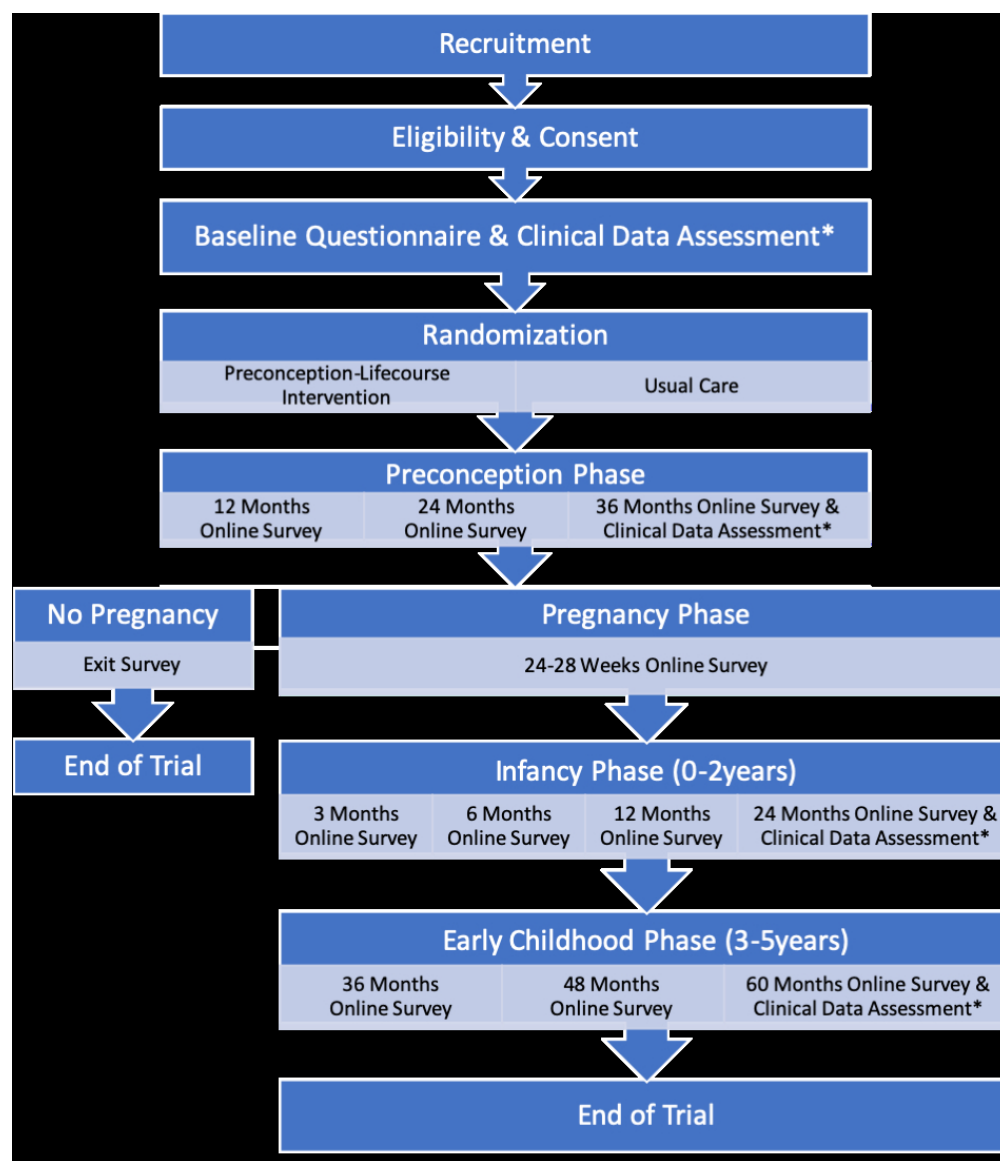 Recruitment
Eligibility & Consent
Baseline Questionnaire & Clinical Data Assessment*
Randomization
Preconception-Lifecourse
Intervention
Usual Care
Preconception Phase
12 Months
Online Survey
24 Months
Online Survey
36 Months Online Survey &
Clinical Data Assessment*
No Pregnancy
Exit Survey
End of Trial
Pregnancy Phase
24-28 Weeks Online Survey
Infancy Phase (0-2years)
3 Months
Online Survey
6 Months
Online Survey
12 Months
Online Survey
24 Months Online Survey &
Clinical Data Assessment*
Early Childhood Phase (3-5years)
36 Months
Online Survey
48 Months
Online Survey
60 Months Online Survey &
Clinical Data Assessment*
End of Trial